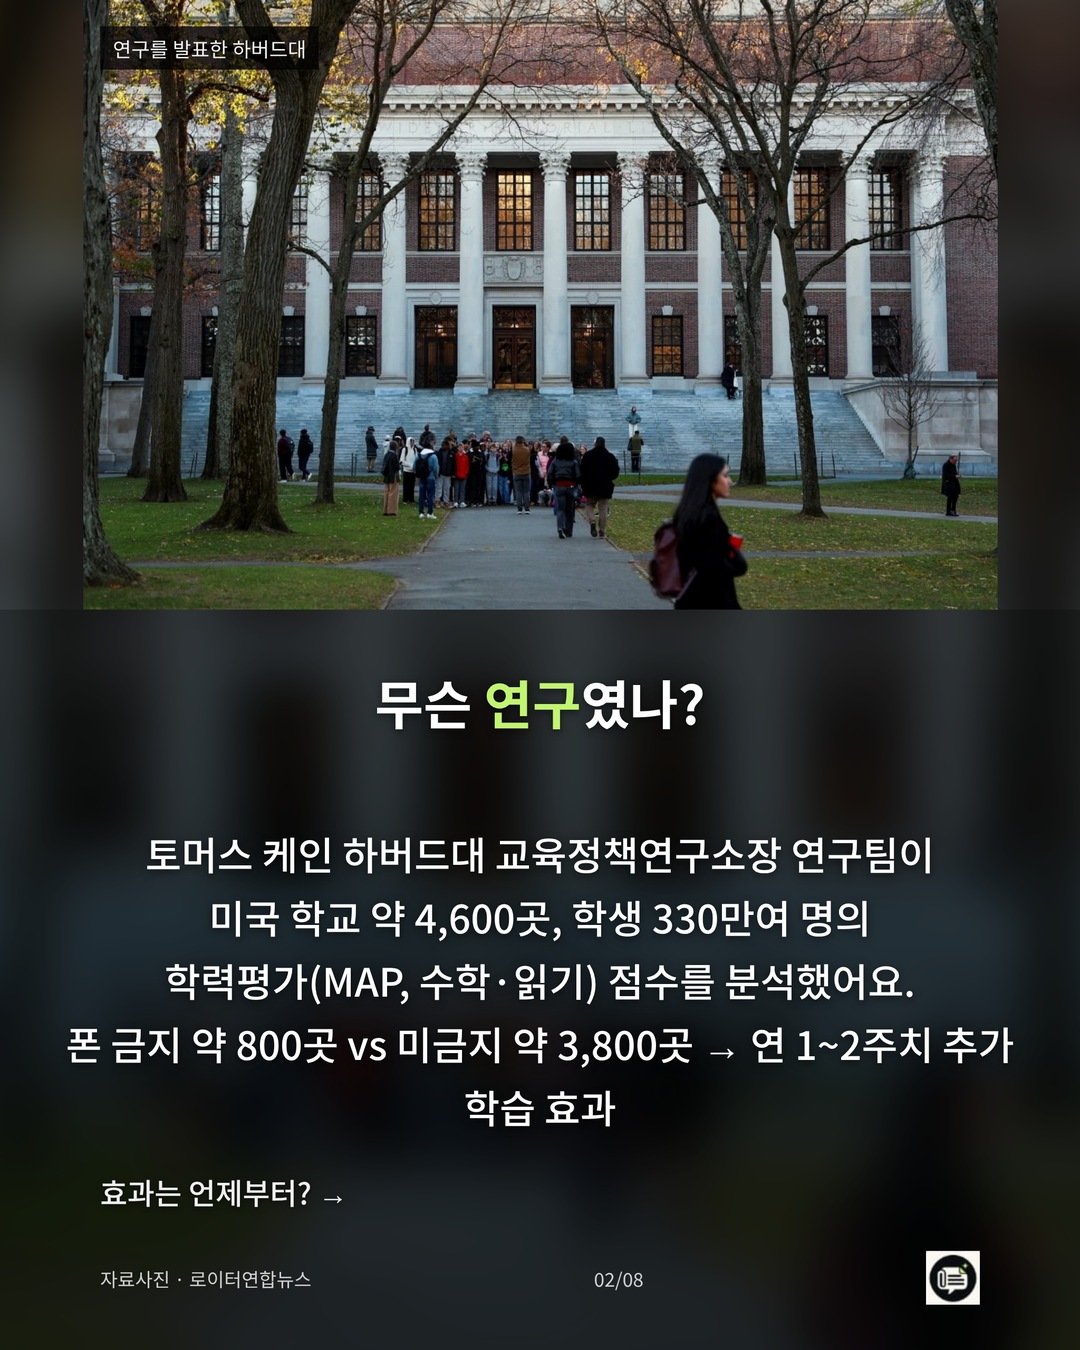 연구를 발표한 하버드대
무슨 연구였나?
토머스 케인 하버드대 교육정책연구소장 연구팀이
미국 학교 약 4,600곳, 학생 330만여 명의
학력평가(MAP, 수학·읽기) 점수를 분석했어요.
폰 금지 약 800곳 vs 미금지 약 3,800곳 → 연 1~2주치 추가
학습 효과
효과는 언제부터? →
자료사진 · 로이터연합뉴스
02/08